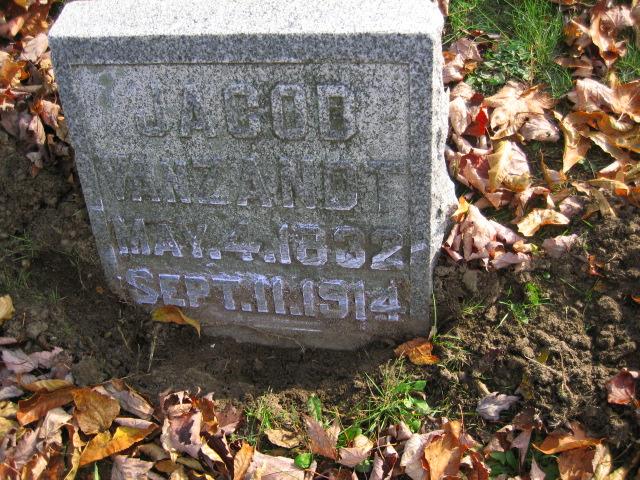 JACOB
VANZANDT
MAY.4.1832
SEPT.11.1914